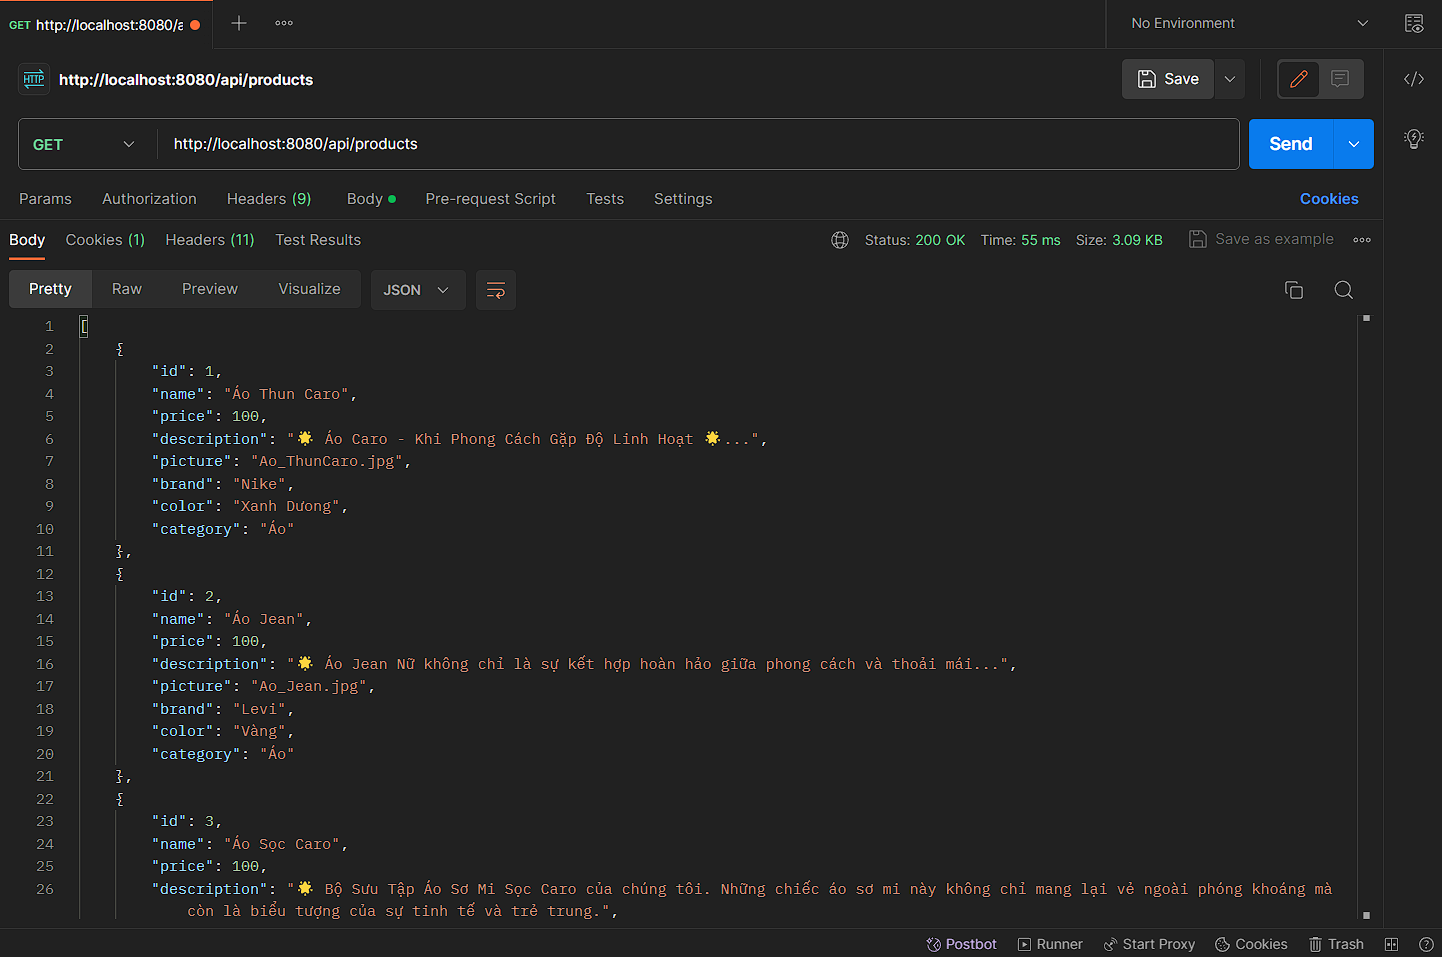 GET http://localhost:8080/a
No Environment
HTTP http://localhost:8080/api/products
Save
GET http://localhost:8080/api/products
Send
Params Authorization Headers (9) Body Pre-request Script Tests Settings Cookies
Body Cookies (1) Headers (11) Test Results Status: 200 OK Time: 55 ms Size: 3.09 KB Save as example
Pretty Raw Preview Visualize JSON
1 [
2 {
3 "id": 1,
4 "name": "Áo Thun Caro",
5 "price": 100,
6 "description": "🌟 Áo Caro - Khi Phong Cách Gặp Độ Linh Hoạt 🌟...",
7 "picture": "Ao_ThunCaro.jpg",
8 "brand": "Nike",
9 "color": "Xanh Dương",
10 "category": "Áo"
11 },
12 {
13 "id": 2,
14 "name": "Áo Jean",
15 "price": 100,
16 "description": "🌟 Áo Jean Nữ không chỉ là sự kết hợp hoàn hảo giữa phong cách và thoải mái...",
17 "picture": "Ao_Jean.jpg",
18 "brand": "Levi",
19 "color": "Vàng",
20 "category": "Áo"
21 },
22 {
23 "id": 3,
24 "name": "Áo Sọc Caro",
25 "price": 100,
26 "description": "🌟 Bộ Sưu Tập Áo Sơ Mi Sọc Caro của chúng tôi. Những chiếc áo sơ mi này không chỉ mang lại vẻ ngoài phóng khoáng mà
còn là biểu tượng của sự tinh tế và trẻ trung.",
Postbot Runner Start Proxy Cookies Trash